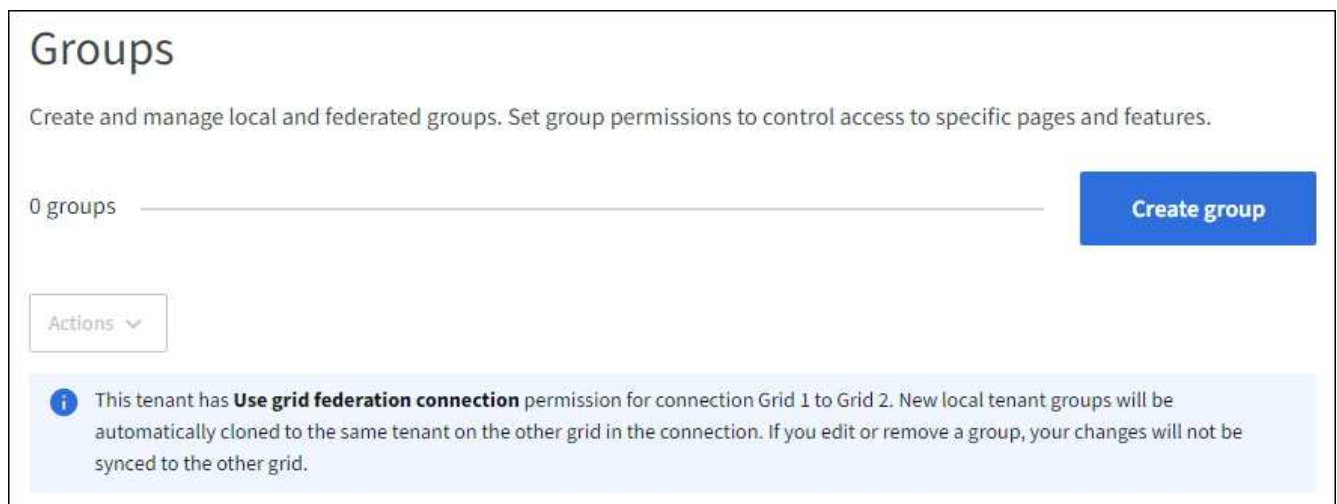 Groups
Create and manage local and federated groups. Set group permissions to control access to specific pages and features.
0 groups
Create group
Actions
This tenant has Use grid federation connection permission for connection Grid 1 to Grid 2. New local tenant groups will be
automatically cloned to the same tenant on the other grid in the connection. If you edit or remove a group, your changes will not be
synced to the other grid.